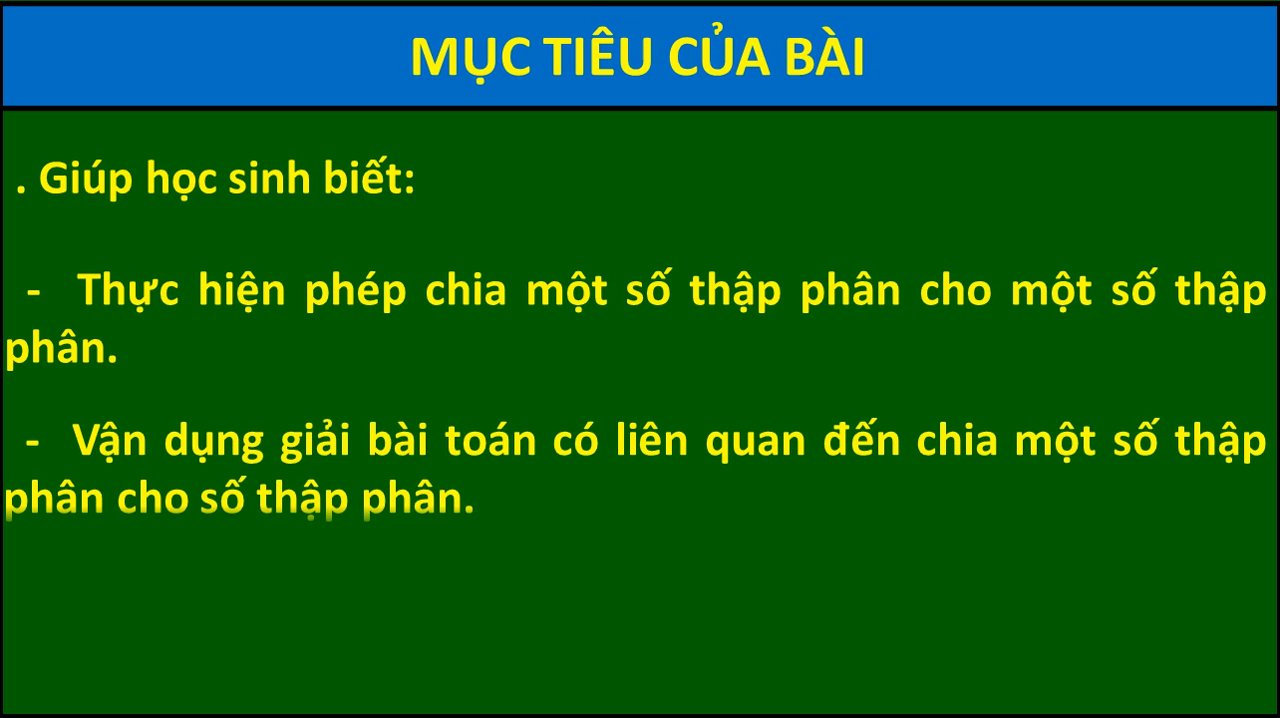 MỤC TIÊU CỦA BÀI
. Giúp học sinh biết:
- Thực hiện phép chia một số thập phân cho một số thập
phân.
- Vận dụng giải bài toán có liên quan đến chia một số thập
phân cho số thập phân.